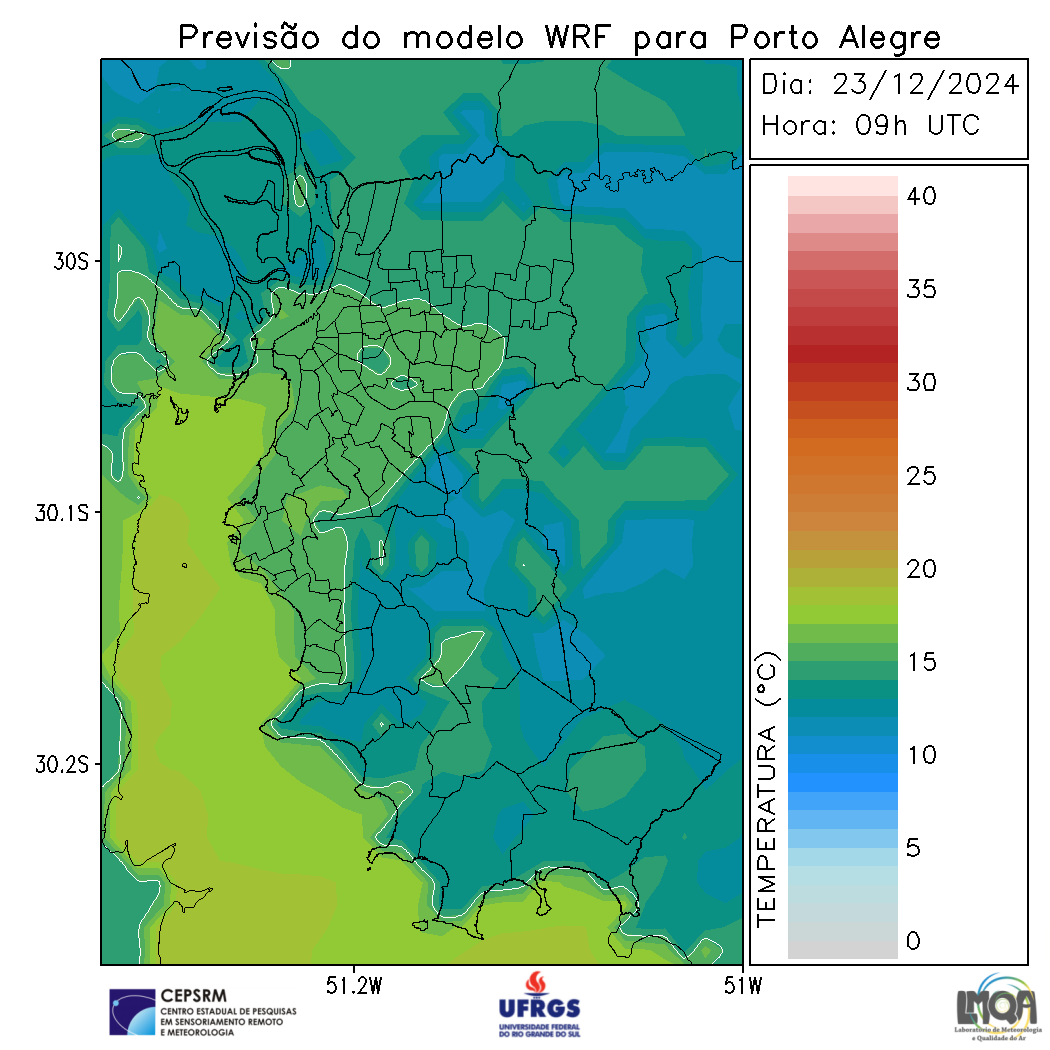 Previsão do modelo WRF para Porto Alegre
Dia: 23/12/2024
Hora: 09h UTC
40
35
30
25
20
15
10
5
0
TEMPERATURA (°C)
30S
30.1S
30.2S
51.2W
51W
CEPSRM
CENTRO ESTADUAL DE PESQUISAS
EM SENSORIAMENTO REMOTO
E METEOROLOGIA
UFRGS
UNIVERSIDADE FEDERAL
DO RIO GRANDE DO SUL
LMQA
Laboratório de Meteorologia
e Qualidade do Ar